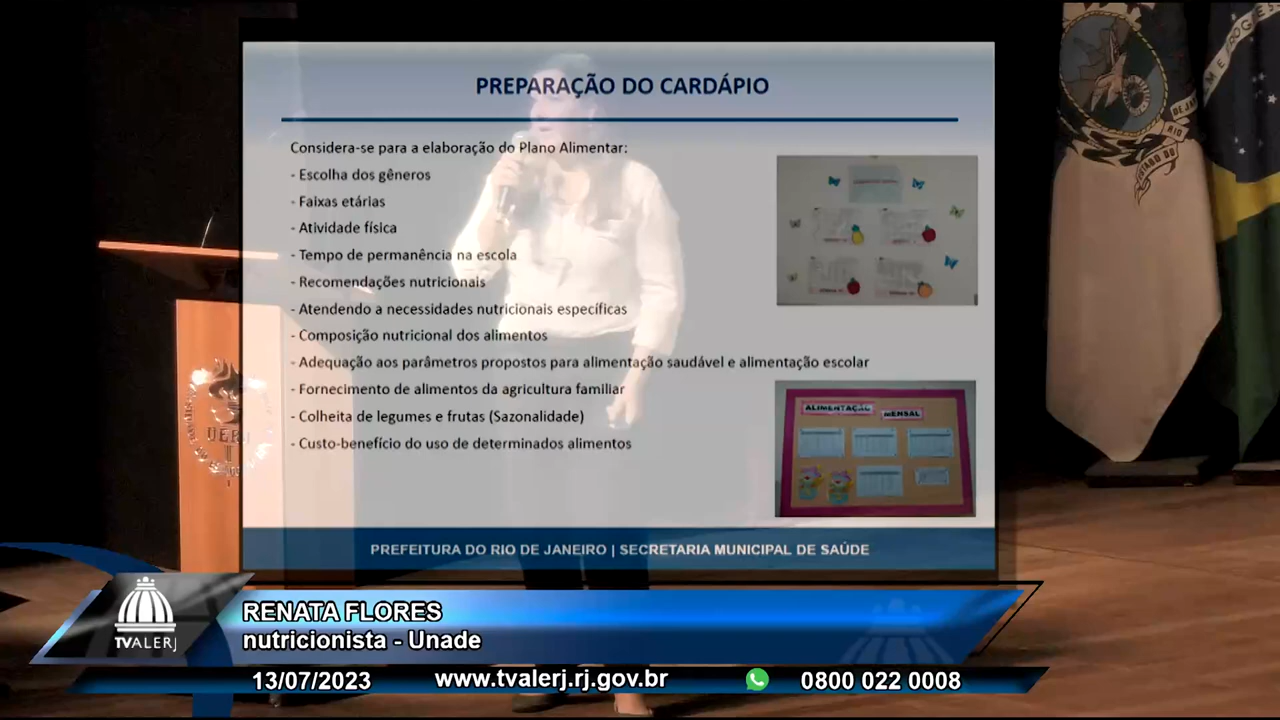 PREPARAÇÃO DO CARDÁPIO
Considera-se para a elaboração do Plano Alimentar:
- Escolha dos gêneros
- Faixas etárias
- Atividade física
- Tempo de permanência na escola
- Recomendações nutricionais
- Atendendo a necessidades nutricionais específicas
- Composição nutricional dos alimentos
- Adequação aos parâmetros propostos para alimentação saudável e alimentação escolar
- Fornecimento de alimentos da agricultura familiar
- Colheita de legumes e frutas (Sazonalidade)
- Custo-benefício do uso de determinados alimentos
ALIMENTAÇÃO MENSAL
PREFEITURA DO RIO DE JANEIRO | SECRETARIA MUNICIPAL DE SAÚDE
UERJ
TVALERJ
RENATA FLORES
nutricionista - Unade
13/07/2023 www.tvalerj.rj.gov.br 0800 022 0008